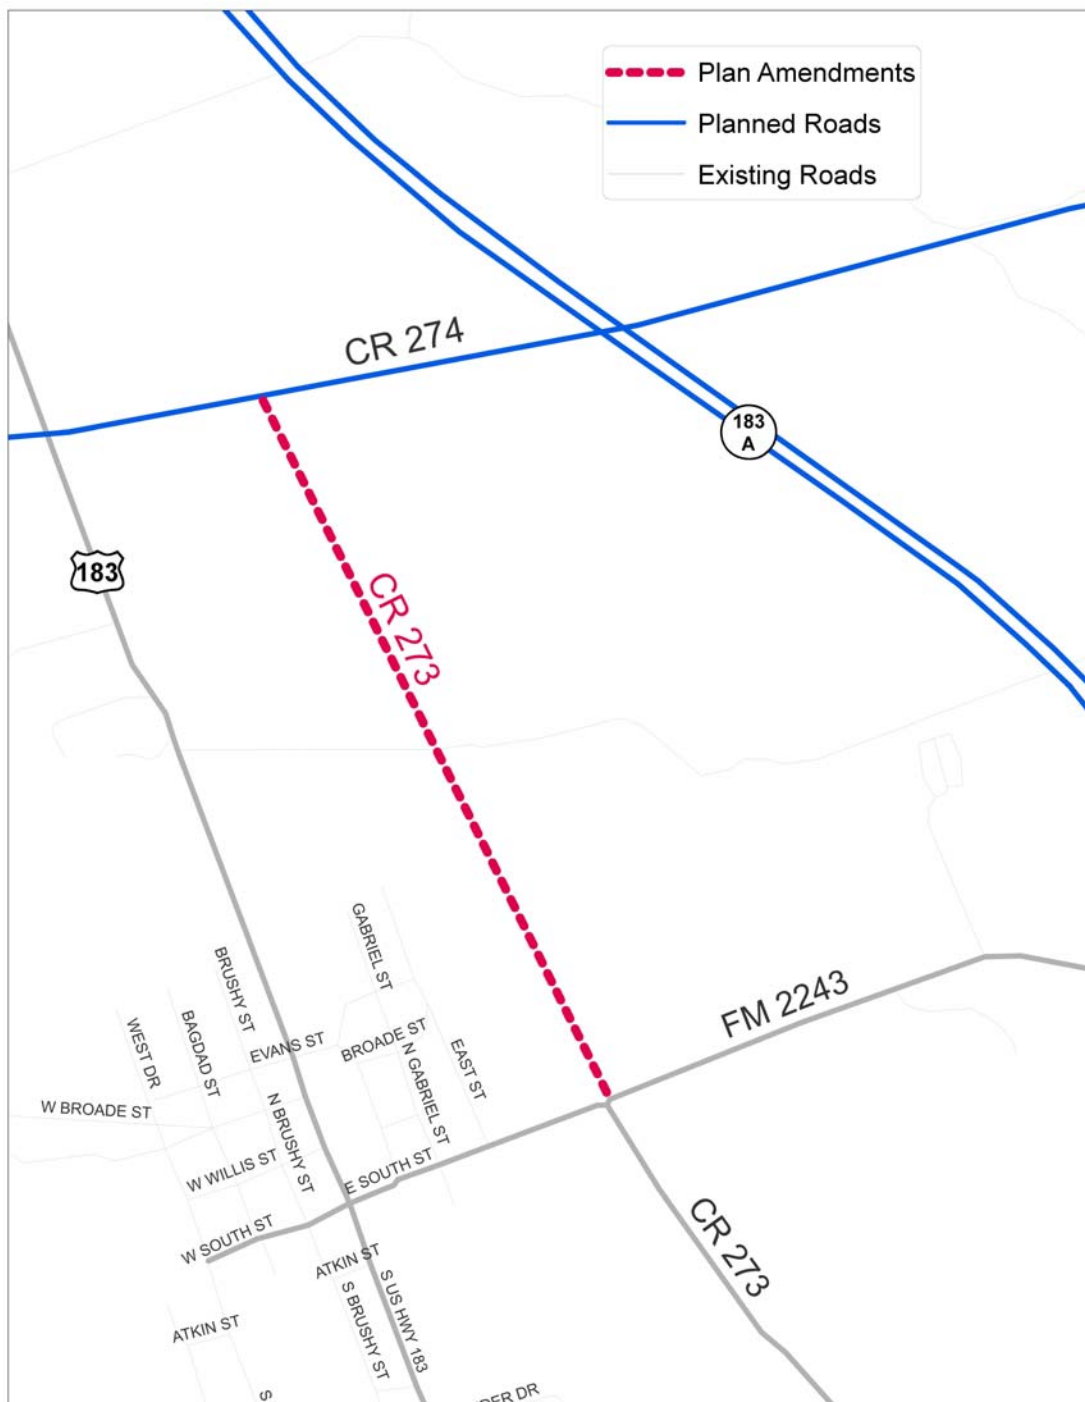 Plan Amendments
Planned Roads
Existing Roads
CR 274
183
A
183
CR 273
GABRIEL ST
BRUSHY ST
FM 2243
BAGDAD ST
WEST DR
EVANS ST
BROADE ST
N GABRIEL ST
EAST ST
W BROADE ST
N BRUSHY ST
W WILLIS ST
E SOUTH ST
CR 273
W SOUTH ST
ATKIN ST
S US HWY 183
S BRUSHY ST
ATKIN ST
S
DER DR